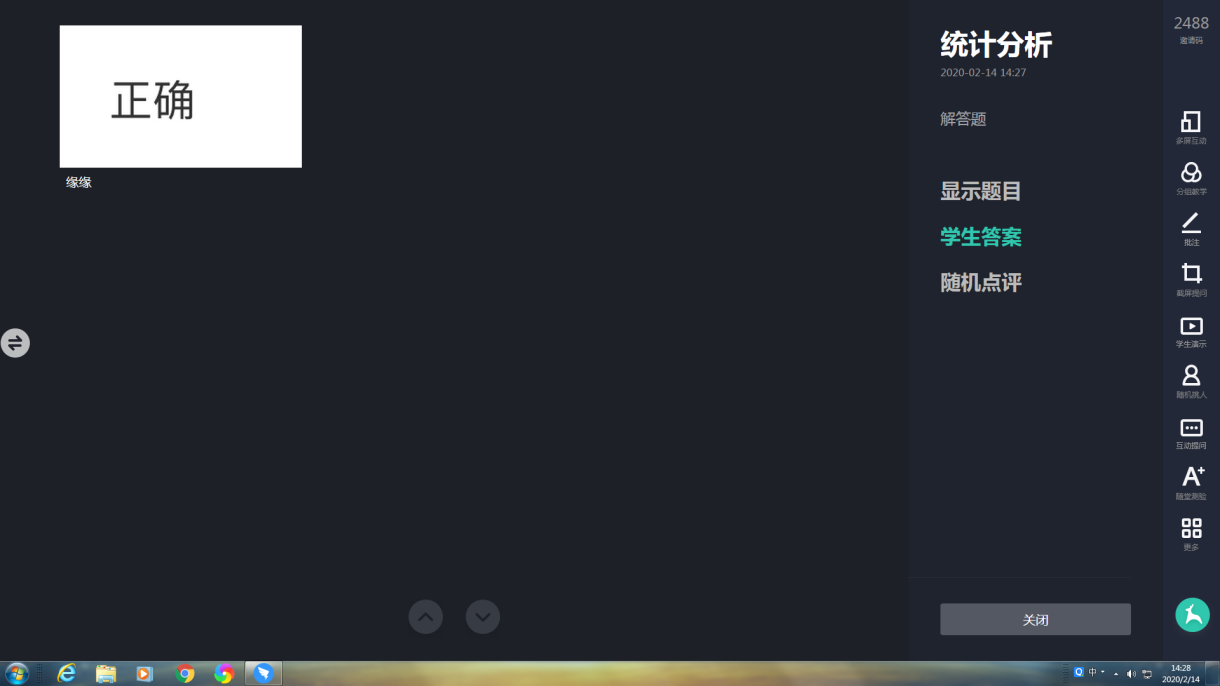 正确
缘缘
统计分析
2020-02-14 14:27
解答题
显示题目
学生答案
随机点评
关闭
2488
邀请码
多屏互动
分组教学
批注
截屏提问
学生演示
随机挑人
互动提问
A+
随堂测验
更多
中
14:28
2020/2/14